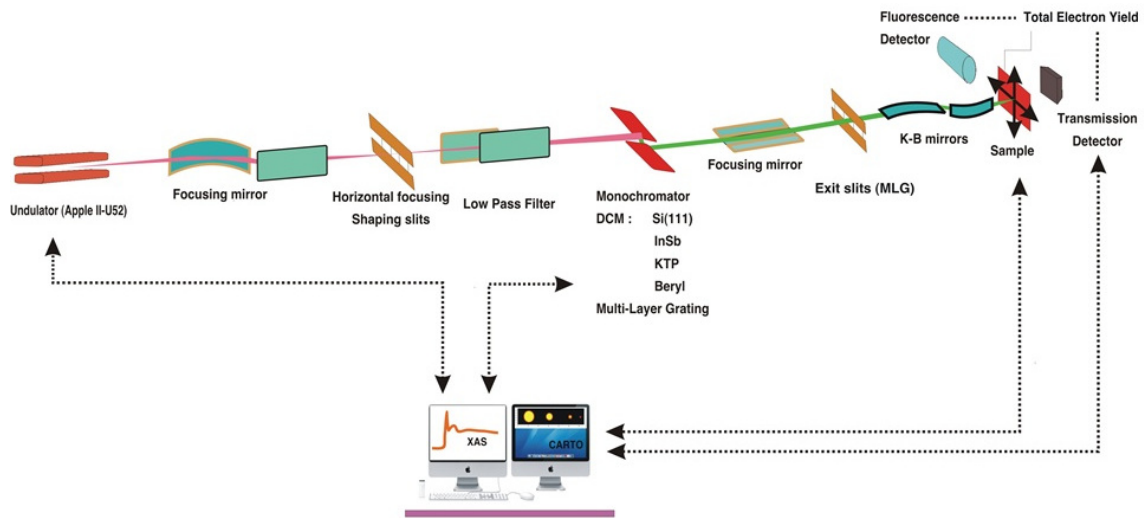 Fluorescence
Detector
Total Electron Yield
Transmission
Detector
K-B mirrors
Sample
Focusing mirror
Exit slits (MLG)
Undulator (Apple II-U52)
Focusing mirror
Horizontal focusing
Shaping slits
Low Pass Filter
Monochromator
DCM : Si(111)
InSb
KTP
Beryl
Multi-Layer Grating
XAS
CARTO